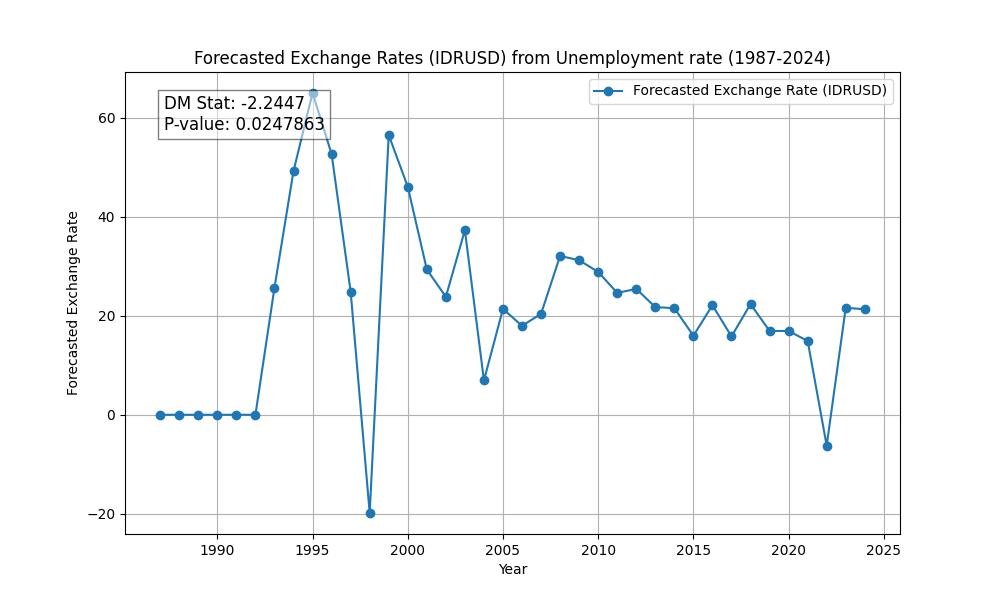 Forecasted Exchange Rates (IDRUSD) from Unemployment rate (1987-2024)
DM Stat: -2.2447
P-value: 0.0247863
Forecasted Exchange Rate (IDRUSD)
Forecasted Exchange Rate
60
40
20
0
−20
1990 1995 2000 2005 2010 2015 2020 2025
Year